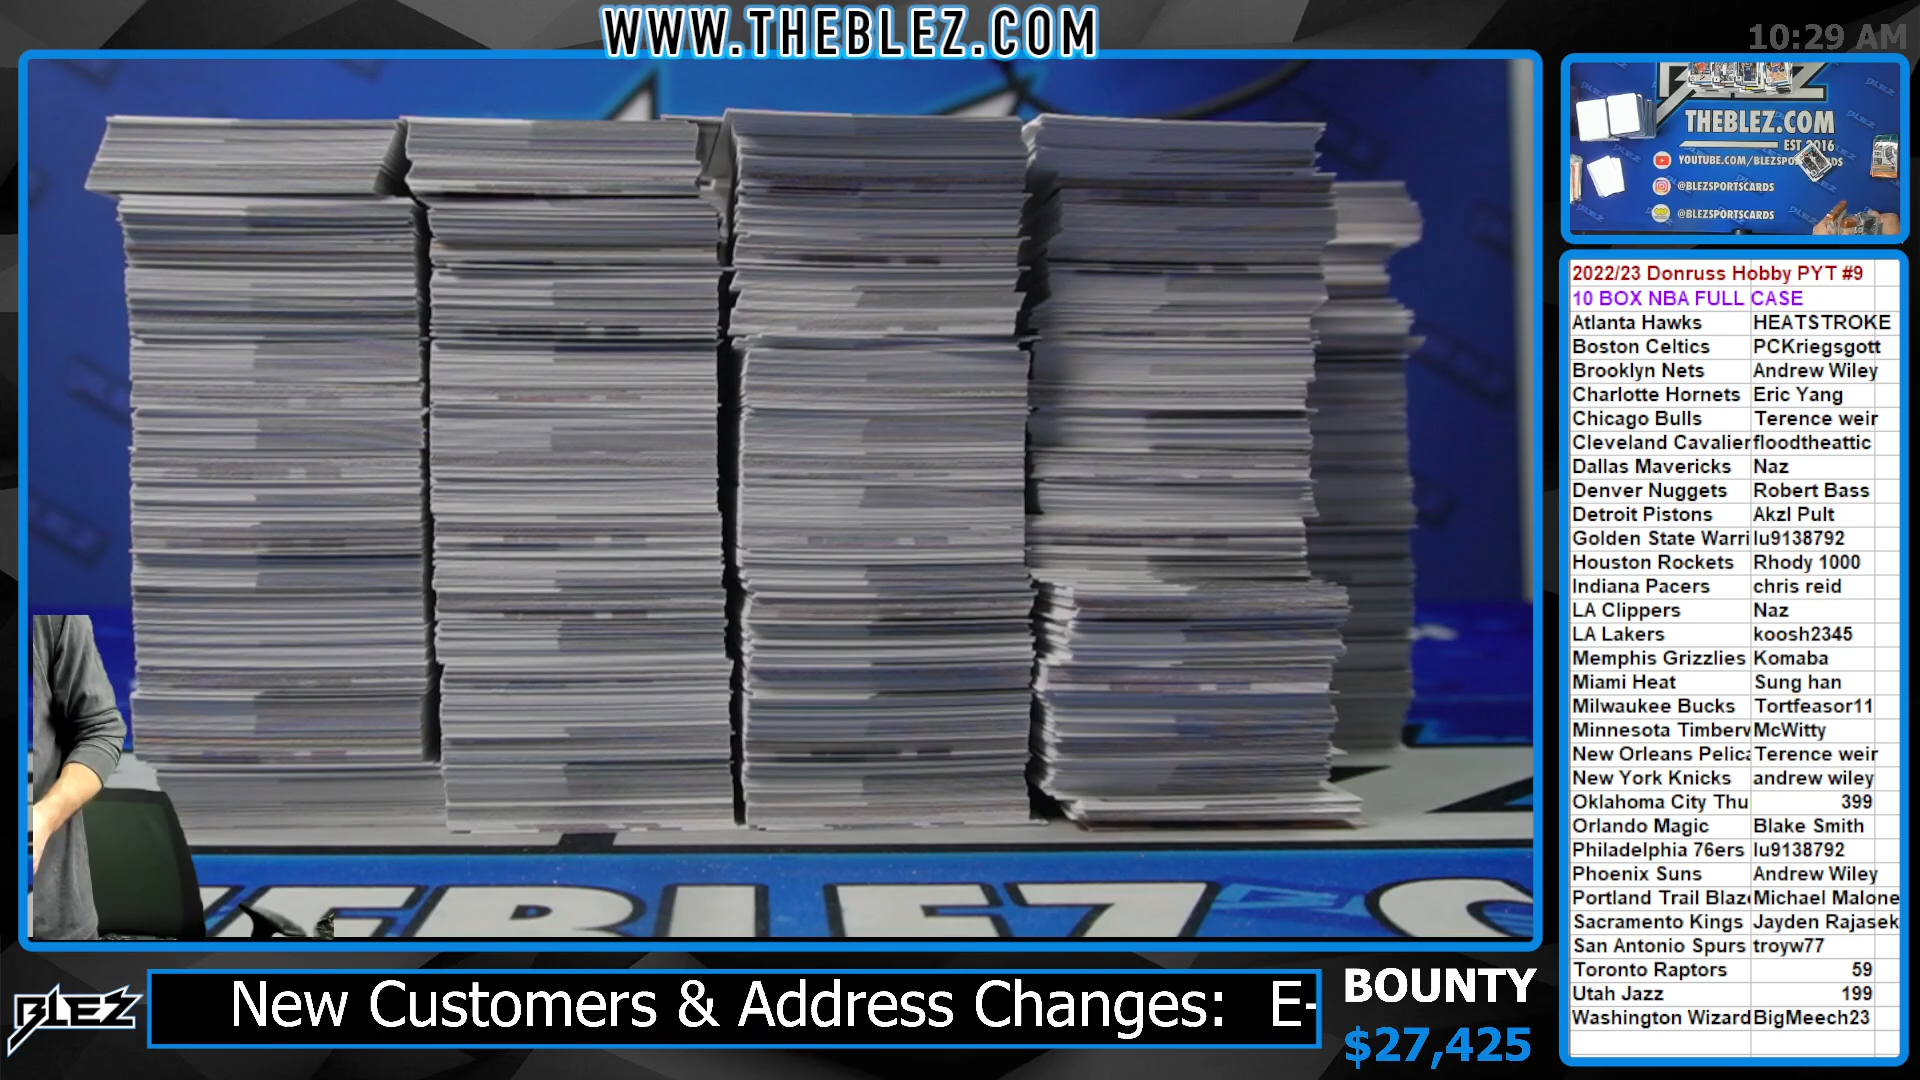 WWW.THEBLEZ.COM
10:29 AM
THEBLEZ.COM
EST 2016
@BLEZSPORTSCARDS
@BLEZSPORTSCARDS
2022/23 Donruss Hobby PYT #9
10 BOX NBA FULL CASE
Atlanta Hawks HEATSTROKE
Boston Celtics PCKriegsgott
Brooklyn Nets Andrew Wiley
Charlotte Hornets Eric Yang
Chicago Bulls Terence weir
Cleveland Cavalier floodtheattic
Dallas Mavericks Naz
Denver Nuggets Robert Bass
Detroit Pistons Akzl Pult
Golden State Warri lu9138792
Houston Rockets Rhody 1000
Indiana Pacers chris reid
LA Clippers Naz
LA Lakers koosh2345
Memphis Grizzlies Komaba
Miami Heat Sung han
Milwaukee Bucks Tortfeasor11
Minnesota Timberv McWitty
New Orleans Pelica Terence weir
New York Knicks andrew wiley
Oklahoma City Thu 399
Orlando Magic Blake Smith
Philadelphia 76ers lu9138792
Phoenix Suns Andrew Wiley
Portland Trail Blaze Michael Malone
Sacramento Kings Jayden Rajasek
San Antonio Spurs troyw77
Toronto Raptors 59
Utah Jazz 199
Washington Wizard BigMeech23
BLEZ
New Customers & Address Changes: E-
BOUNTY
$27,425